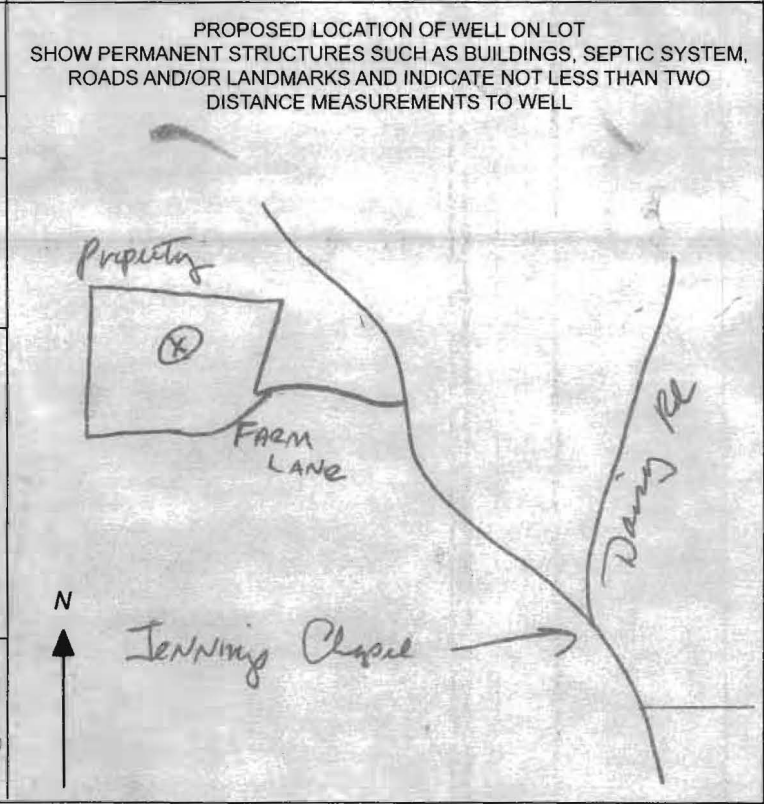 PROPOSED LOCATION OF WELL ON LOT
SHOW PERMANENT STRUCTURES SUCH AS BUILDINGS, SEPTIC SYSTEM,
ROADS AND/OR LANDMARKS AND INDICATE NOT LESS THAN TWO
DISTANCE MEASUREMENTS TO WELL
Property
X
FARM
LANE
Daisy Rd
N
Jennings Chapel